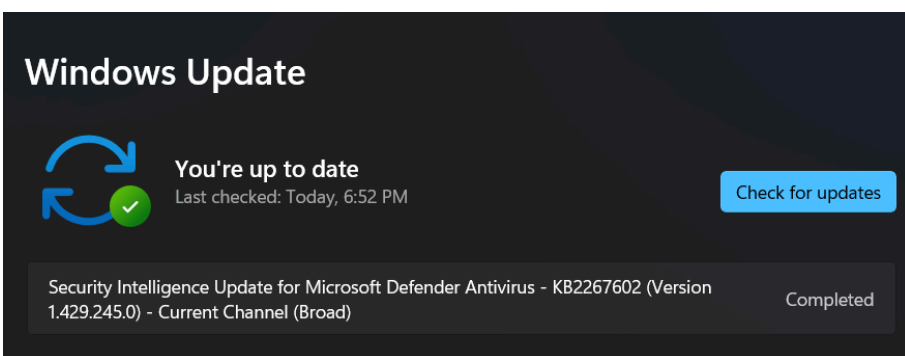 Windows Update
You're up to date
Last checked: Today, 6:52 PM
Check for updates
Security Intelligence Update for Microsoft Defender Antivirus - KB2267602 (Version
1.429.245.0) - Current Channel (Broad)
Completed